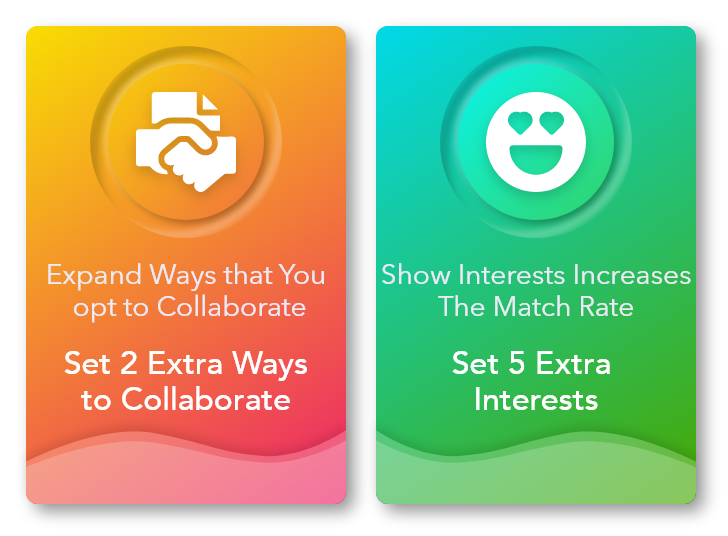 Expand Ways that You
opt to Collaborate
Set 2 Extra Ways
to Collaborate
Show Interests Increases
The Match Rate
Set 5 Extra
Interests